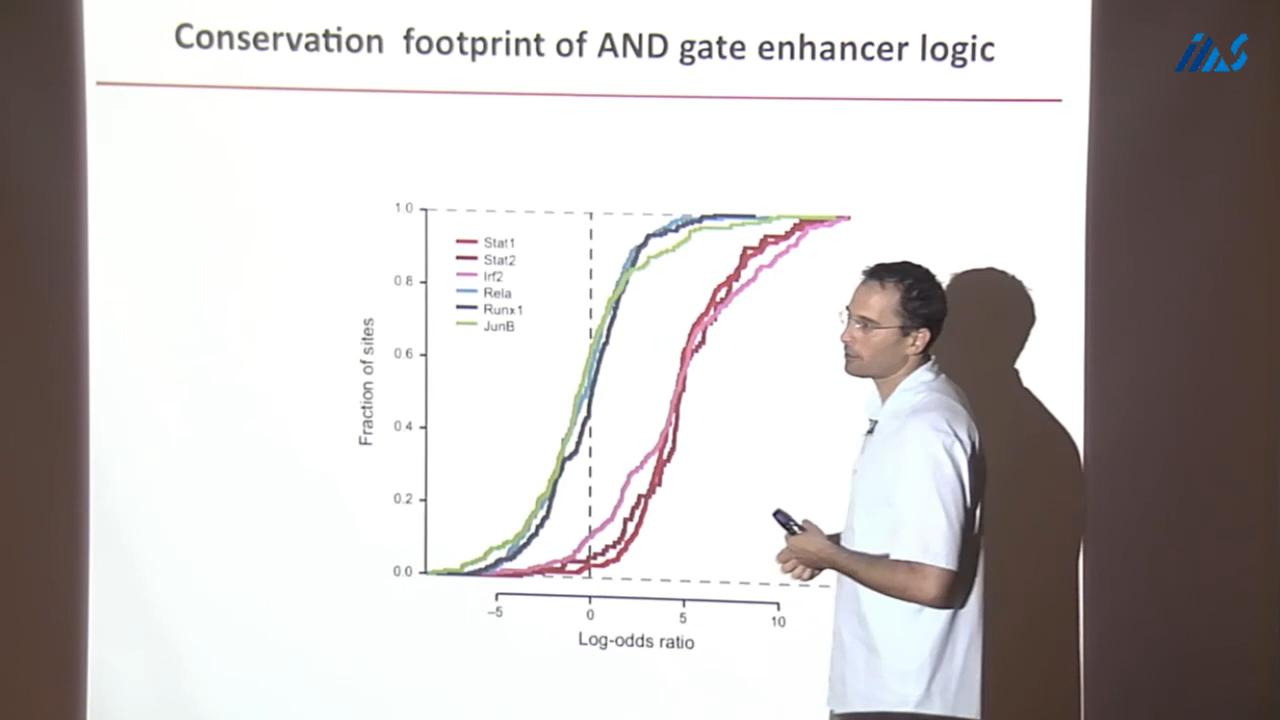 Conservation footprint of AND gate enhancer logic
IMS
1.0
0.8
0.6
0.4
0.2
0.0
Fraction of sites
Stat1
Stat2
Irf2
Rela
Runx1
JunB
-5
0
5
10
Log-odds ratio